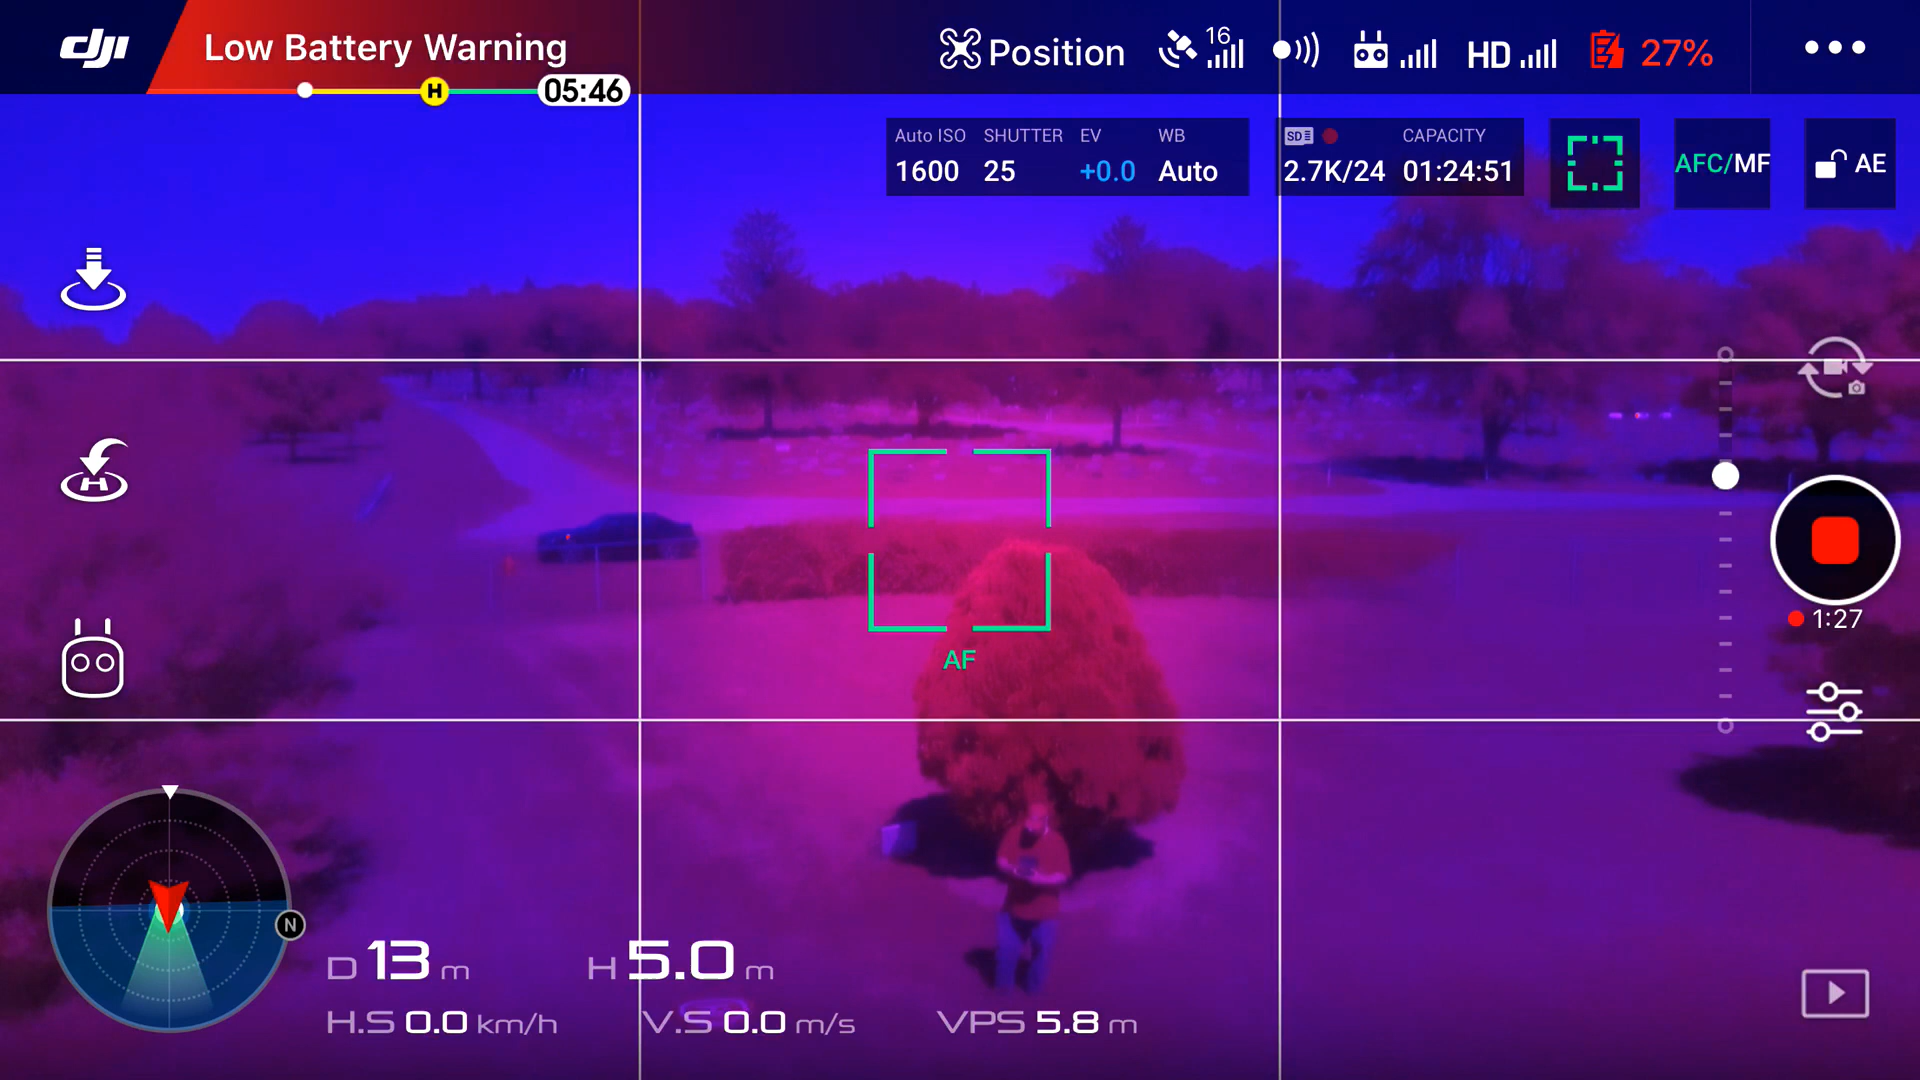 dji Low Battery Warning Position 16 HD 27%
H 05:46
Auto ISO SHUTTER EV WB SD CAPACITY
1600 25 +0.0 Auto 2.7K/24 01:24:51 AFC/MF AE
H
1:27
AF
N
D 13 m H 5.0 m
H.S 0.0 km/h V.S 0.0 m/s VPS 5.8 m